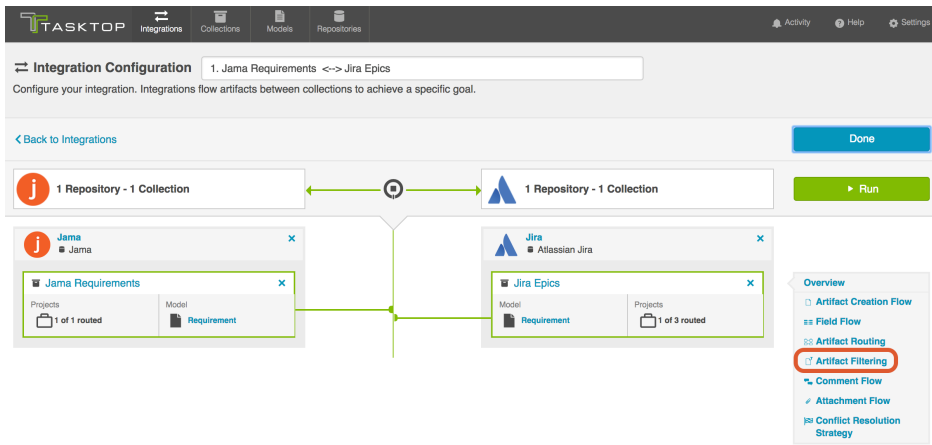 TASKTOP
Integrations
Collections
Models
Repositories
Activity
Help
Settings
Integration Configuration
1. Jama Requirements <--> Jira Epics
Configure your integration. Integrations flow artifacts between collections to achieve a specific goal.
Back to Integrations
Done
j
1 Repository - 1 Collection
1 Repository - 1 Collection
Run
j
Jama
Jama
Jama Requirements
Projects
1 of 1 routed
Model
Requirement
Jira
Atlassian Jira
Jira Epics
Model
Requirement
Projects
1 of 3 routed
Overview
Artifact Creation Flow
Field Flow
Artifact Routing
Artifact Filtering
Comment Flow
Attachment Flow
Conflict Resolution
Strategy